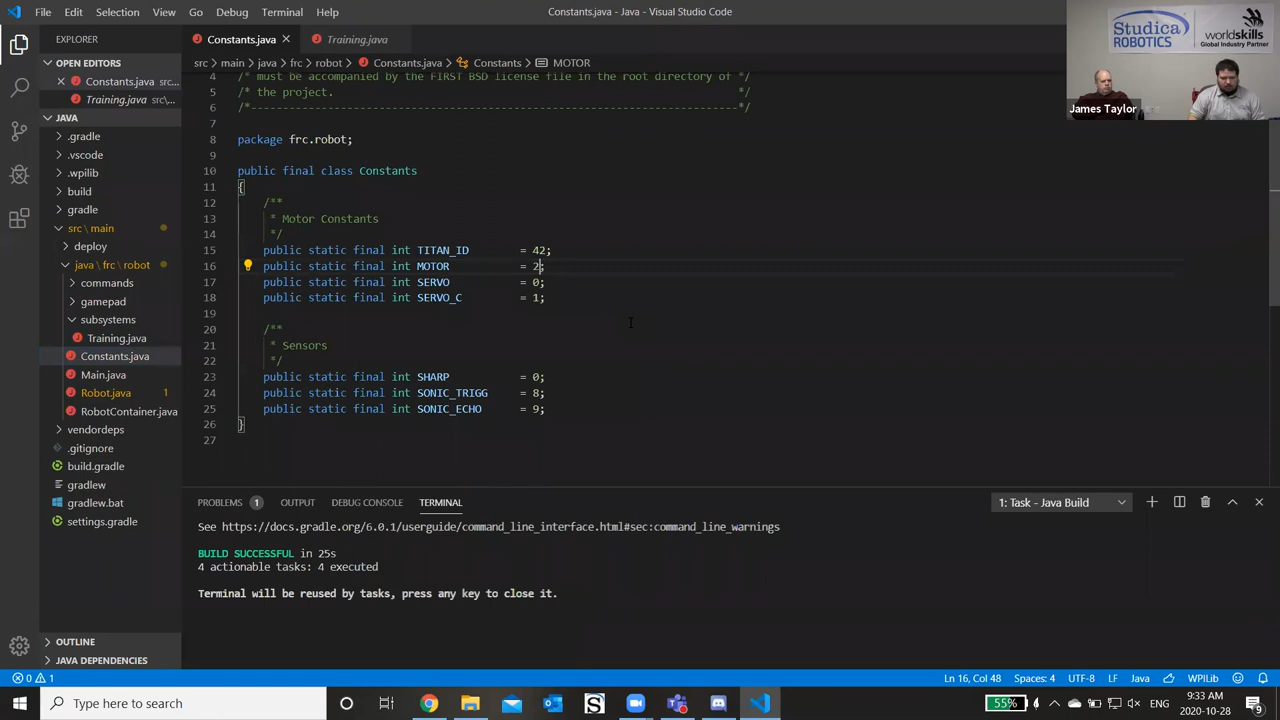 File Edit Selection View Go Debug Terminal Help
Constants.java - Java - Visual Studio Code
Studica
ROBOTICS
worldskills
Global Industry Partner
James Taylor
EXPLORER
OPEN EDITORS
Constants.java src...
Training.java src\...
JAVA
.gradle
.vscode
.wpilib
build
gradle
src\main
deploy
java\frc\robot
commands
gamepad
subsystems
Training.java
Constants.java
Main.java
Robot.java 1
RobotContainer.java
vendordeps
.gitignore
build.gradle
gradlew
gradlew.bat
settings.gradle
OUTLINE
JAVA DEPENDENCIES
Constants.java Training.java
src > main > java > frc > robot > Constants.java > Constants > MOTOR
4 /* must be accompanied by the FIRST BSD license file in the root directory of */
5 /* the project. */
6 /*----------------------------------------------------------------------------*/
7
8 package frc.robot;
9
10 public final class Constants
11 {
12 /**
13 * Motor Constants
14 */
15 public static final int TITAN_ID = 42;
16 public static final int MOTOR = 2;
17 public static final int SERVO = 0;
18 public static final int SERVO_C = 1;
19
20 /**
21 * Sensors
22 */
23 public static final int SHARP = 0;
24 public static final int SONIC_TRIGG = 8;
25 public static final int SONIC_ECHO = 9;
26 }
27
PROBLEMS 1 OUTPUT DEBUG CONSOLE TERMINAL
1: Task - Java Build
See https://docs.gradle.org/6.0.1/userguide/command_line_interface.html#sec:command_line_warnings
BUILD SUCCESSFUL in 25s
4 actionable tasks: 4 executed
Terminal will be reused by tasks, press any key to close it.
0 1
Ln 16, Col 48 Spaces: 4 UTF-8 LF Java WPILib
Type here to search
55%
ENG
9:33 AM
2020-10-28
9